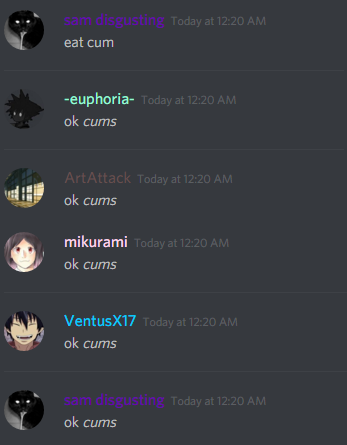 sam disgusting Today at 12:20 AM
eat cum
-euphoria- Today at 12:20 AM
ok cums
ArtAttack Today at 12:20 AM
ok cums
mikurami Today at 12:20 AM
ok cums
VentusX17 Today at 12:20 AM
ok cums
sam disgusting Today at 12:20 AM
ok cums